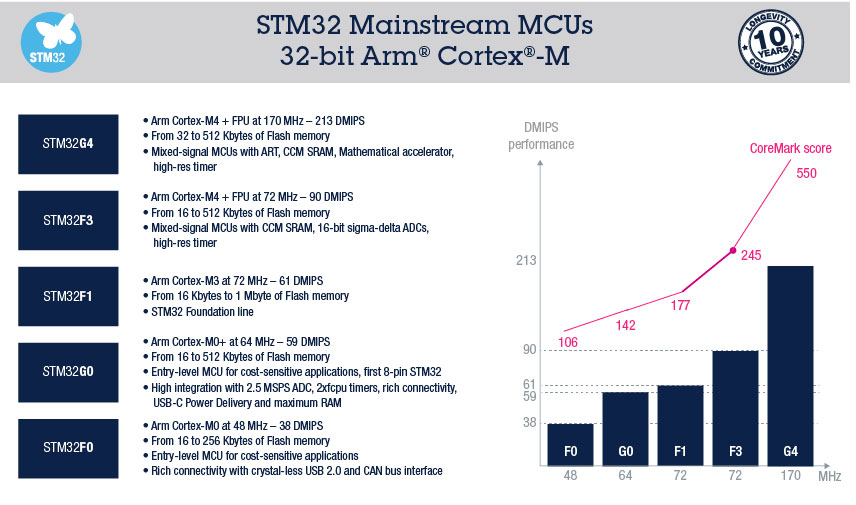 STM32 Mainstream MCUs
32-bit Arm® Cortex®-M
STM32
LONGEVITY
10
YEARS
COMMITMENT
STM32G4
• Arm Cortex-M4 + FPU at 170 MHz – 213 DMIPS
• From 32 to 512 Kbytes of Flash memory
• Mixed-signal MCUs with ART, CCM SRAM, Mathematical accelerator,
high-res timer
STM32F3
• Arm Cortex-M4 + FPU at 72 MHz – 90 DMIPS
• From 16 to 512 Kbytes of Flash memory
• Mixed-signal MCUs with CCM SRAM, 16-bit sigma-delta ADCs,
high-res timer
STM32F1
• Arm Cortex-M3 at 72 MHz – 61 DMIPS
• From 16 Kbytes to 1 Mbyte of Flash memory
• STM32 Foundation line
STM32G0
• Arm Cortex-M0+ at 64 MHz – 59 DMIPS
• From 16 to 512 Kbytes of Flash memory
• Entry-level MCU for cost-sensitive applications, first 8-pin STM32
• High integration with 2.5 MSPS ADC, 2xfcpu timers, rich connectivity,
USB-C Power Delivery and maximum RAM
STM32F0
• Arm Cortex-M0 at 48 MHz – 38 DMIPS
• From 16 to 256 Kbytes of Flash memory
• Entry-level MCU for cost-sensitive applications
• Rich connectivity with crystal-less USB 2.0 and CAN bus interface
DMIPS
performance
CoreMark score
550
213
245
177
142
106
90
61
59
38
F0 G0 F1 F3 G4
48 64 72 72 170 MHz